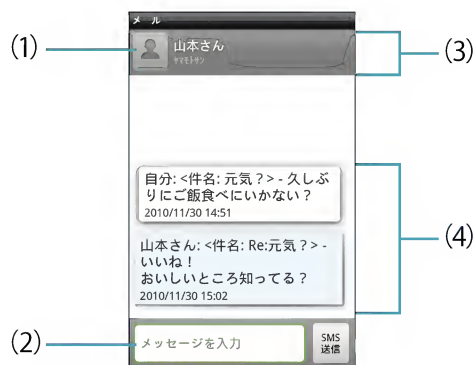 メール
(1)
山本さん
ヤマモトサン
(3)
自分: <件名: 元気？> - 久しぶ
りにご飯食べにいかない？
2010/11/30 14:51
(4)
山本さん: <件名: Re:元気？> -
いいね！
おいしいところ知ってる？
2010/11/30 15:02
(2)
メッセージを入力
SMS
送信